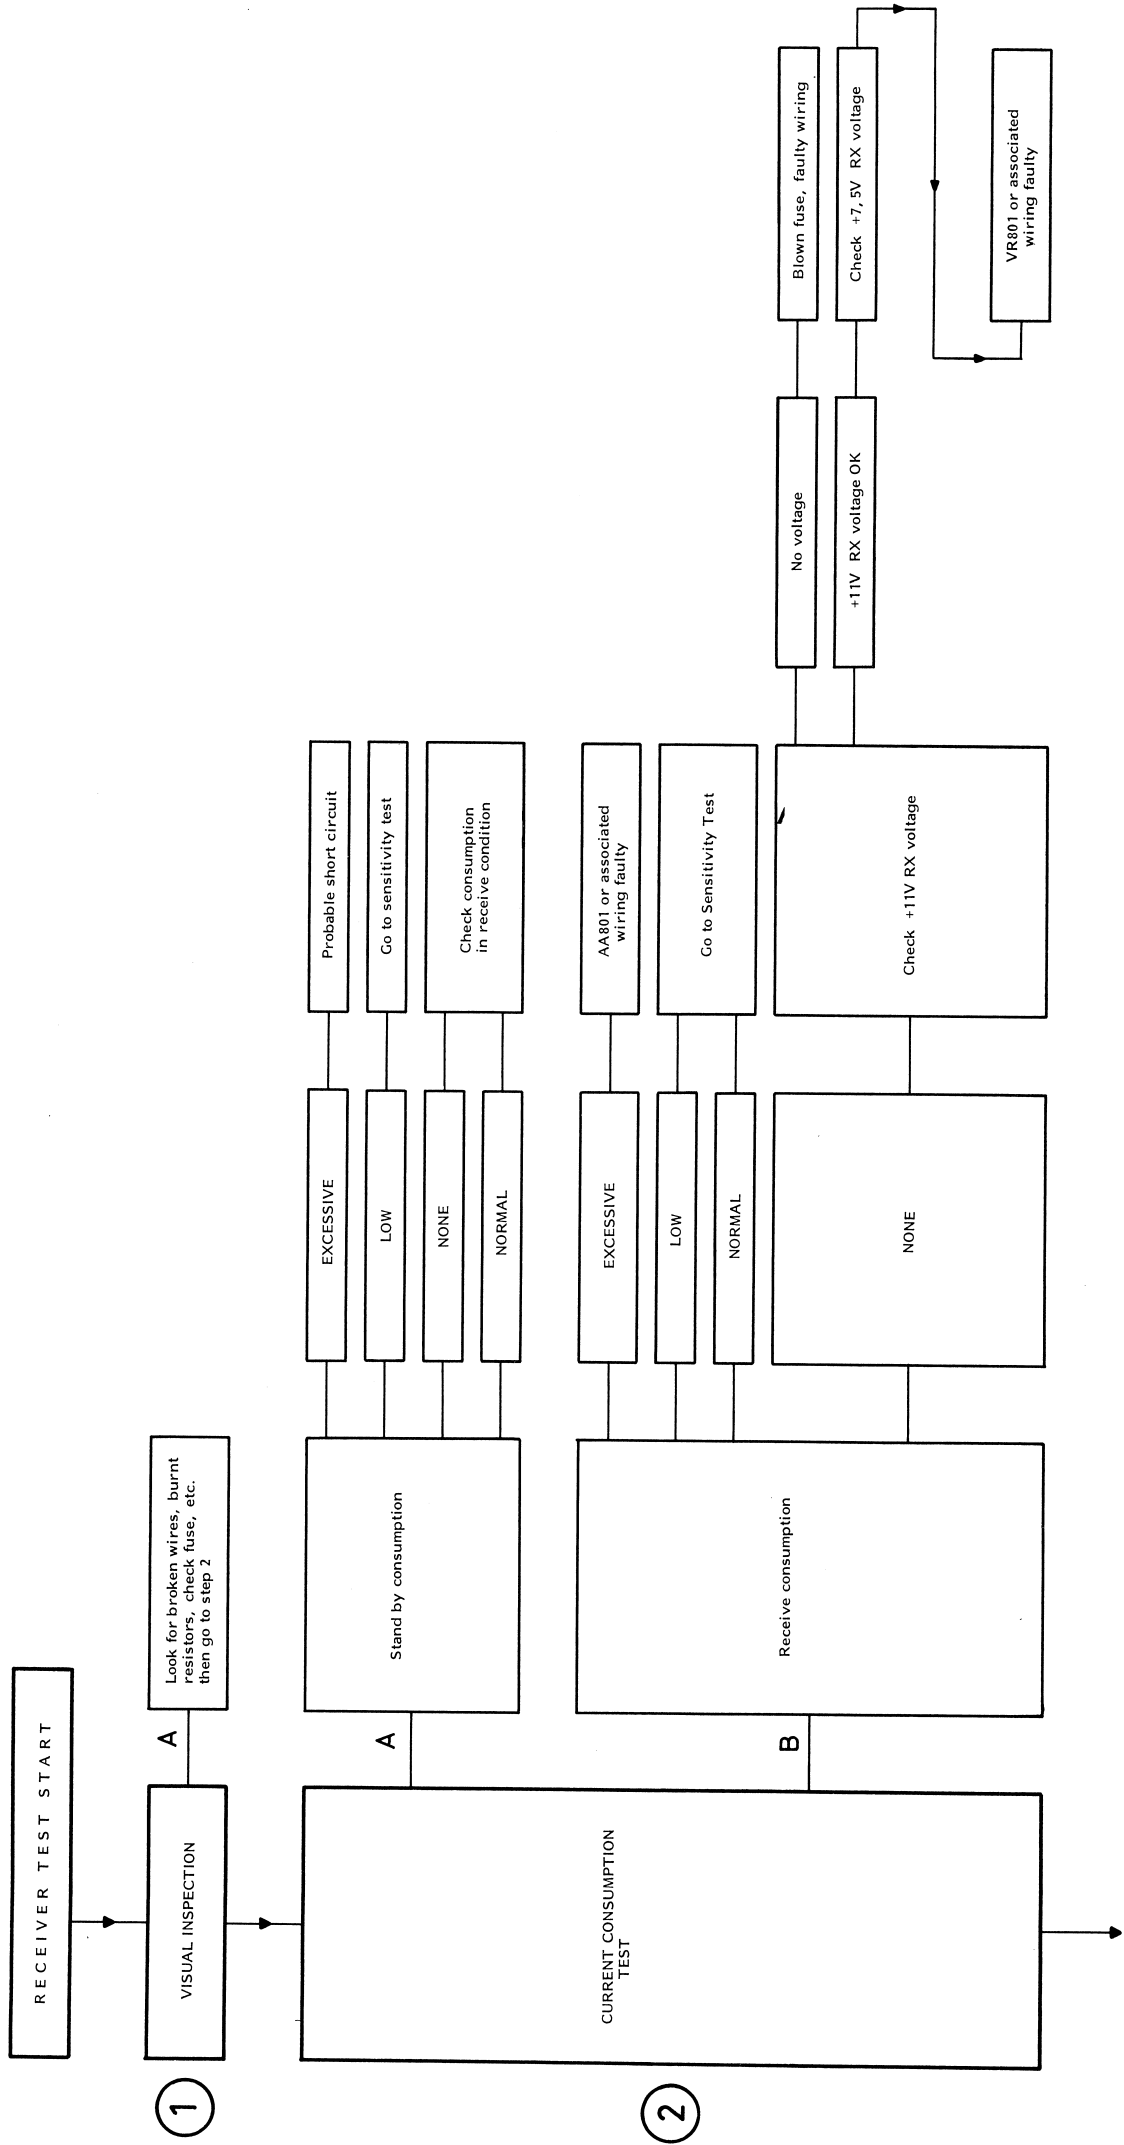 RECEIVER TEST START
1
VISUAL INSPECTION
A
Look for broken wires, burnt
resistors, check fuse, etc.
then go to step 2
2
CURRENT CONSUMPTION
TEST
A
Stand by consumption
EXCESSIVE
Probable short circuit
LOW
Go to sensitivity test
NONE
NORMAL
Check consumption
in receive condition
B
Receive consumption
EXCESSIVE
AA801 or associated
wiring faulty
LOW
NORMAL
Go to Sensitivity Test
NONE
Check +11V RX voltage
No voltage
Blown fuse, faulty wiring
+11V RX voltage OK
Check +7,5V RX voltage
VR801 or associated
wiring faulty